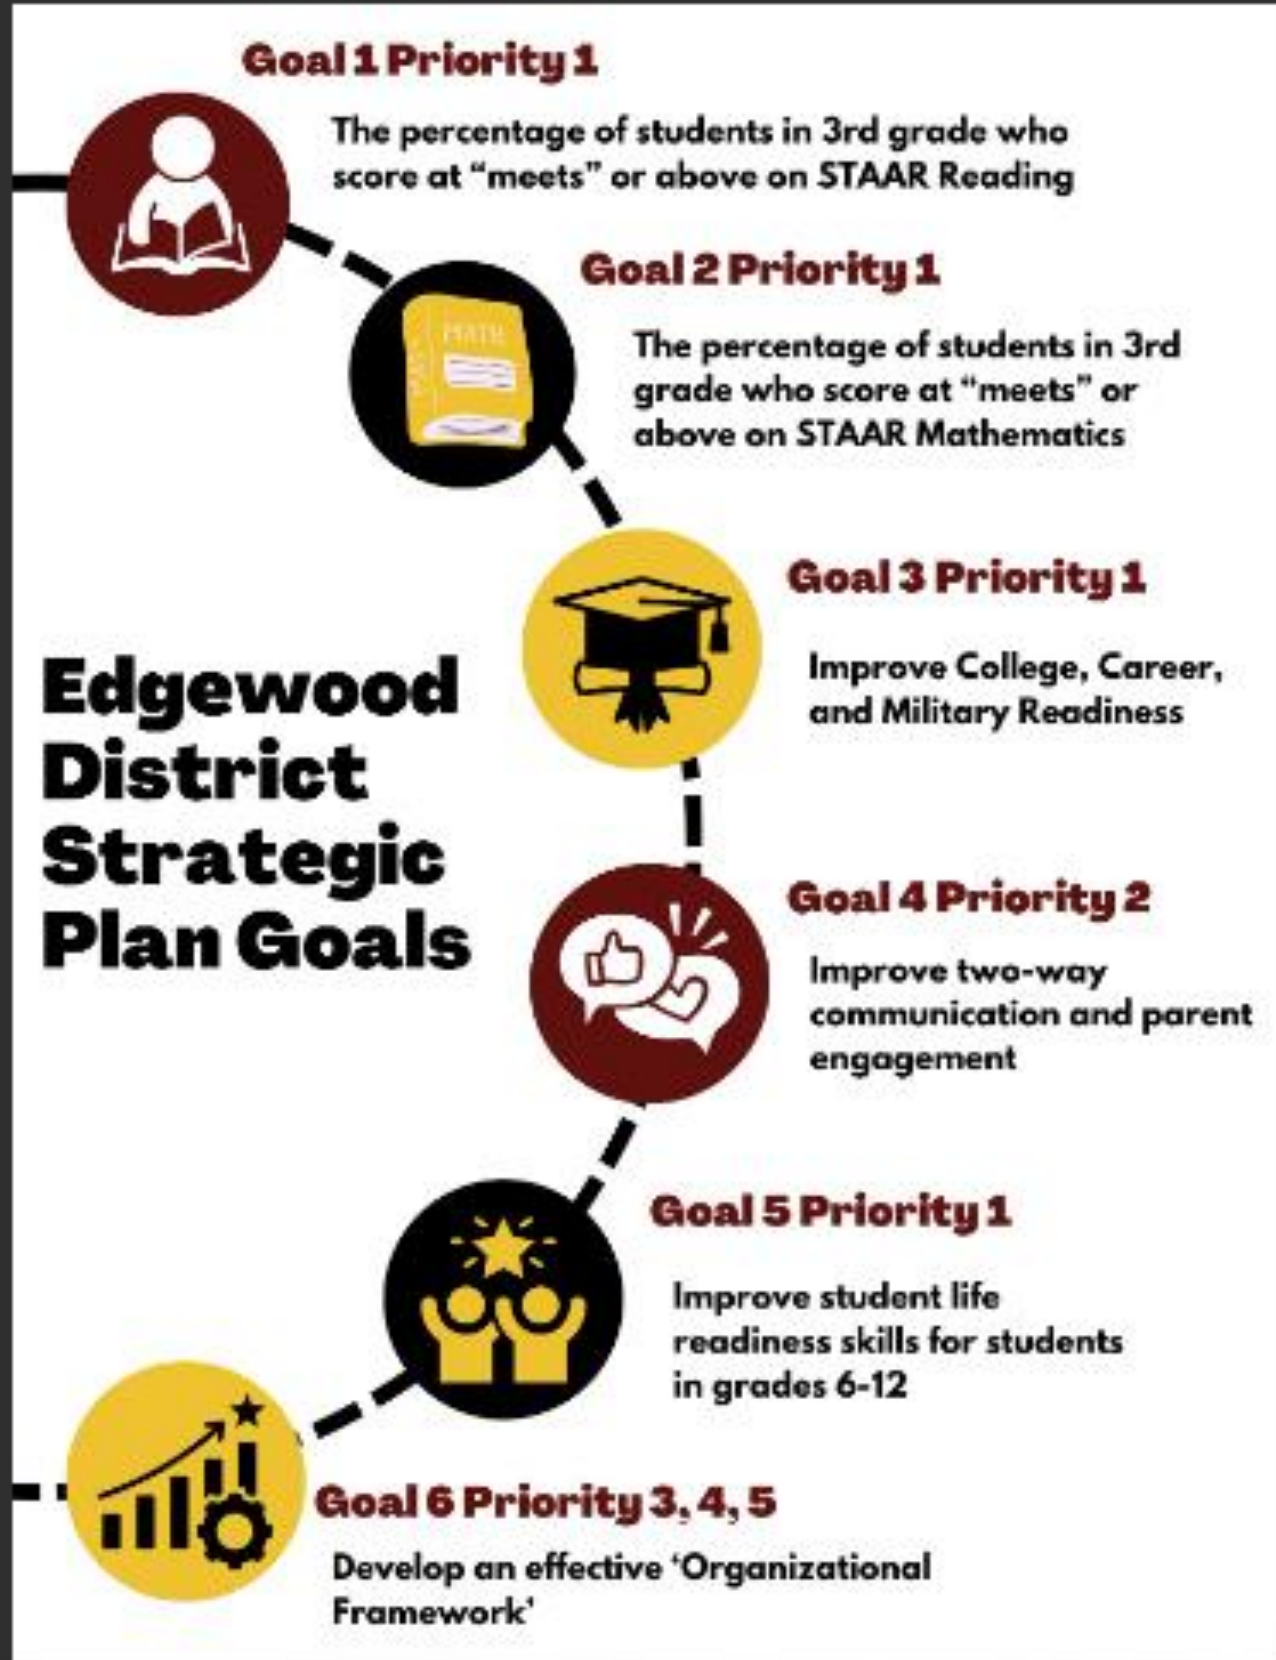 Goal 1 Priority 1
The percentage of students in 3rd grade who
score at “meets” or above on STAAR Reading
Goal 2 Priority 1
MATH
The percentage of students in 3rd
grade who score at “meets” or
above on STAAR Mathematics
Goal 3 Priority 1
Improve College, Career,
and Military Readiness
Edgewood
District
Strategic
Plan Goals
Goal 4 Priority 2
Improve two-way
communication and parent
engagement
Goal 5 Priority 1
Improve student life
readiness skills for students
in grades 6-12
Goal 6 Priority 3, 4, 5
Develop an effective ‘Organizational
Framework’